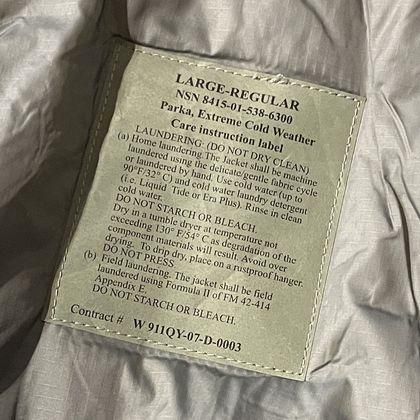 LARGE-REGULAR
NSN 8415-01-538-6300
Parka, Extreme Cold Weather
Care instruction label
LAUNDERING: (DO NOT DRY CLEAN)
(a) Home laundering. The Jacket shall be machine
laundered using the delicate/gentle fabric cycle
or laundered by hand. Use cold water (up to
90°F/32° C) and cold water laundry detergent
(i.e. Liquid Tide or Era Plus). Rinse in clean
cold water.
DO NOT STARCH OR BLEACH.
Dry in a tumble dryer at temperature not
exceeding 130° F/54° C as degradation of the
component materials will result. Avoid over
drying. To drip dry, place on a rustproof hanger.
DO NOT PRESS:
(b) Field laundering. The jacket shall be field
laundered using Formula II of FM 42-414
Appendix E.
DO NOT STARCH OR BLEACH.
Contract # W911QY-07-D-0003